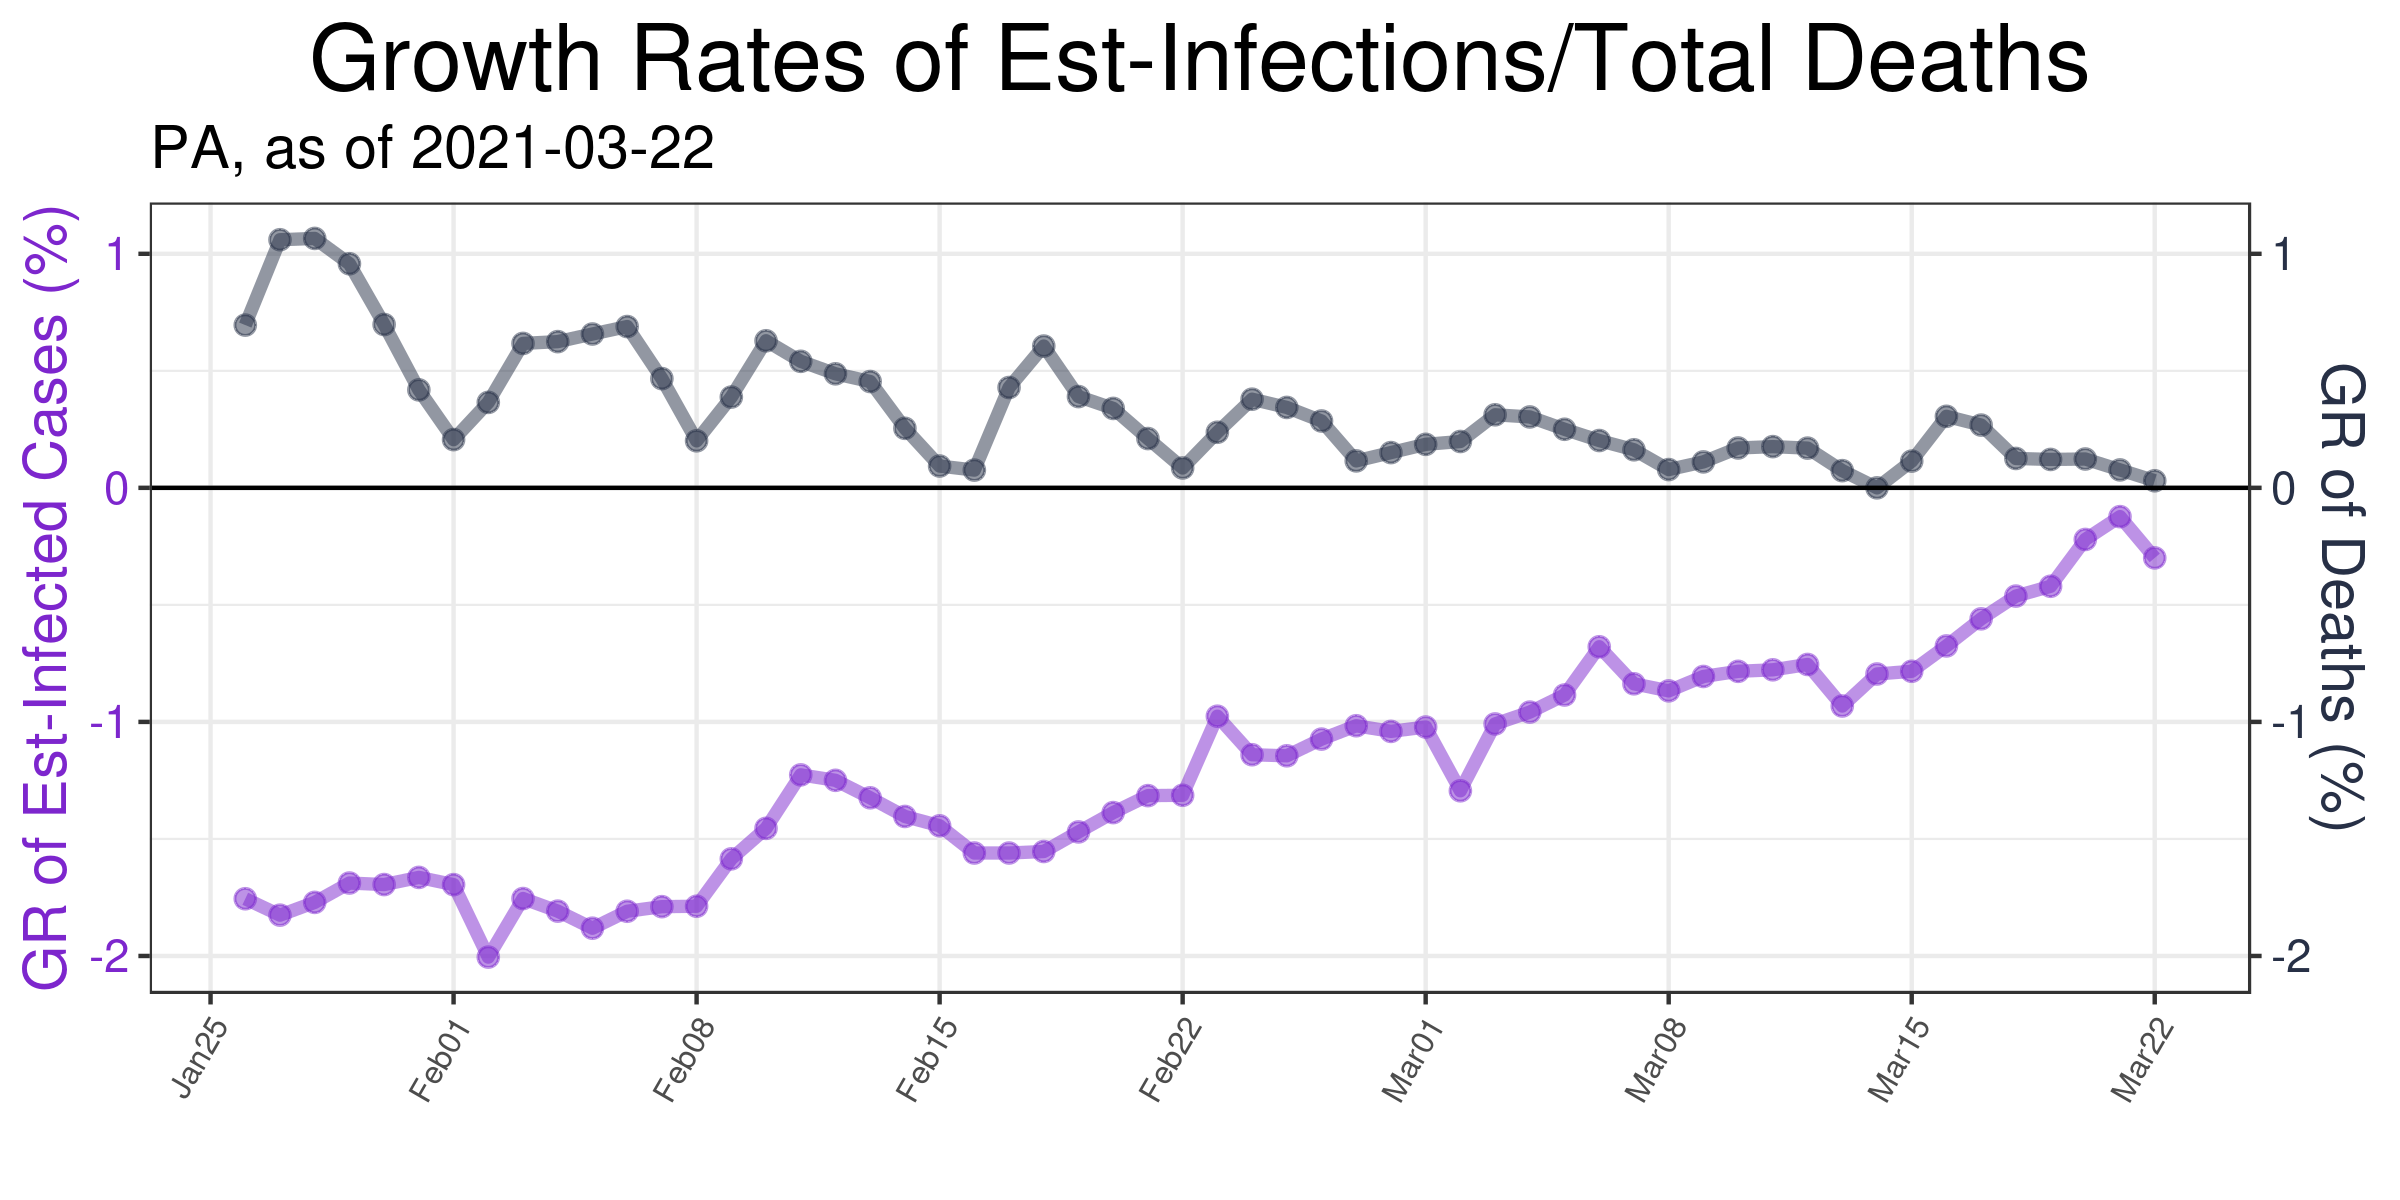 Growth Rates of Est-Infections/Total Deaths
PA, as of 2021-03-22
GR of Est-Infected Cases (%)
1
0
-1
-2
1
0
-1
-2
GR of Deaths (%)
Jan25
Feb01
Feb08
Feb15
Feb22
Mar01
Mar08
Mar15
Mar22